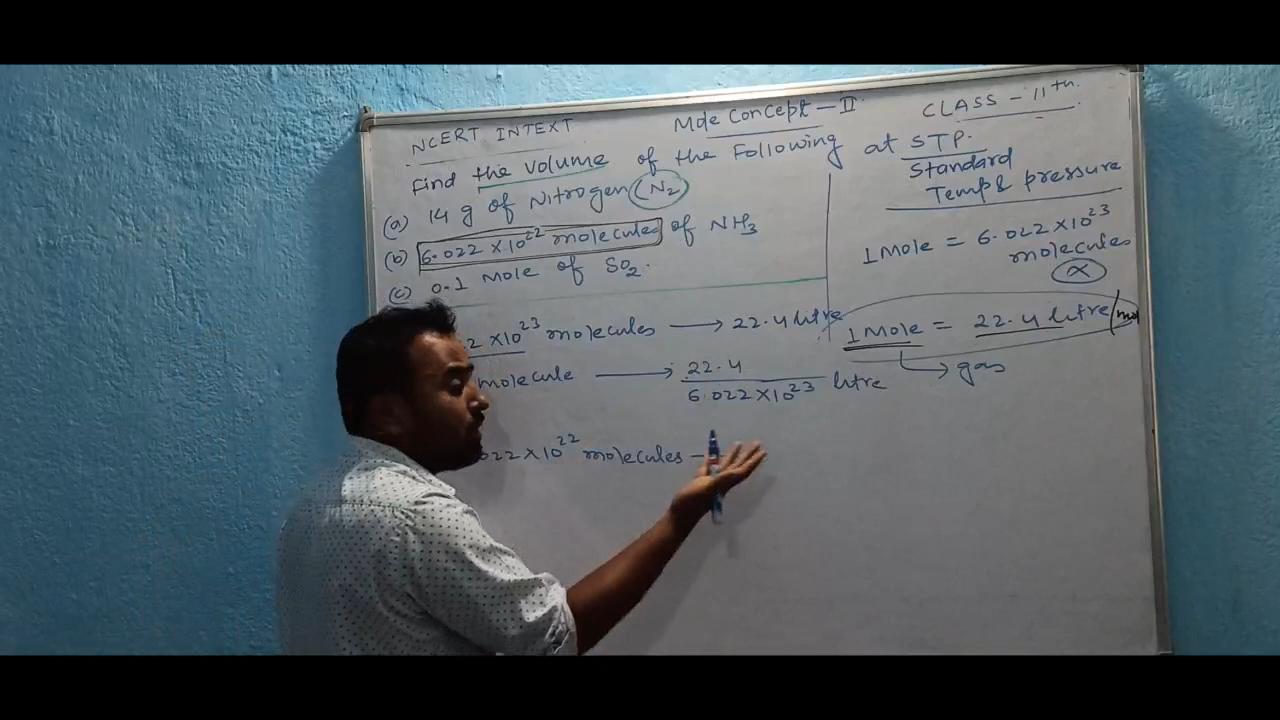 NCERT INTEXT
Mole Concept - II
CLASS - 11th.
Find the volume of the Following at STP.
Standard
Temp & pressure
(a) 14 g of Nitrogen N₂
(b) 6.022 × 10²² molecules of NH₃
(c) 0.1 Mole of SO₂.
1 Mole = 6.022 × 10²³
molecules
x
1 Mole = 22.4 litre/mol
gas
2 × 10²³ molecules → 22.4 litre
molecule → 22.4
6.022 × 10²³ litre
022 × 10²² molecules –